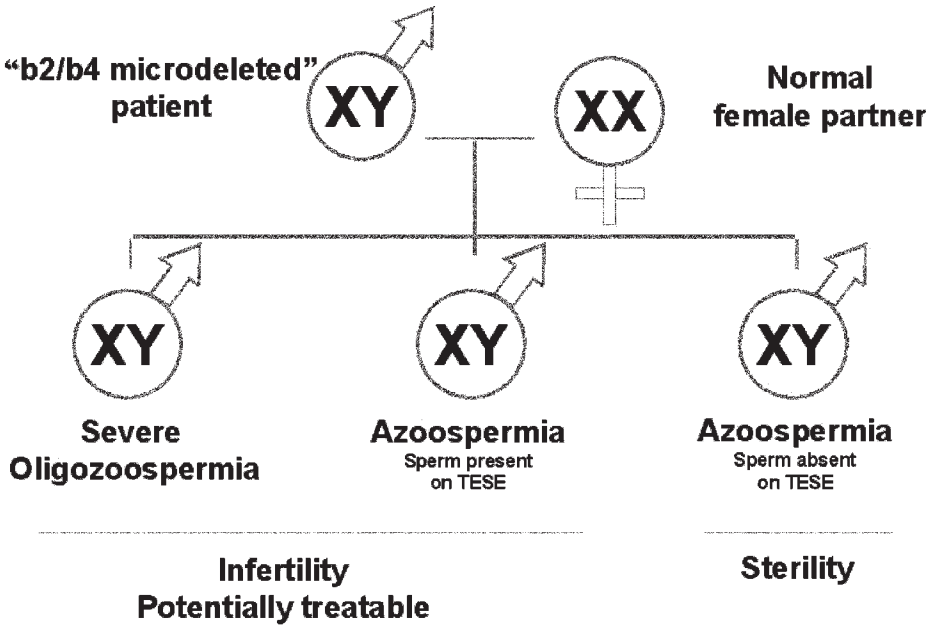 “b2/b4 microdeleted”
patient
XY
XX
Normal
female partner
XY
XY
XY
Severe
Oligozoospermia
Azoospermia
Sperm present
on TESE
Azoospermia
Sperm absent
on TESE
Infertility
Potentially treatable
Sterility